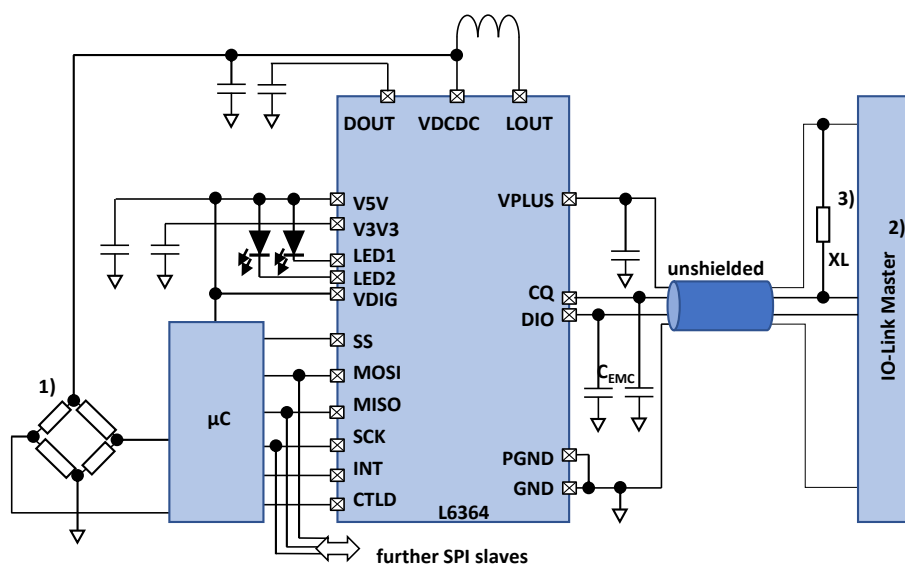 DOUT VDCDC LOUT
V5V
V3V3
LED1
LED2
VDIG
SS
MOSI
MISO
SCK
INT
CTLD
VPLUS
CQ
DIO
PGND
GND
L6364
µC
1)
CEMC
unshielded
3)
XL
2)
IO-Link Master
further SPI slaves